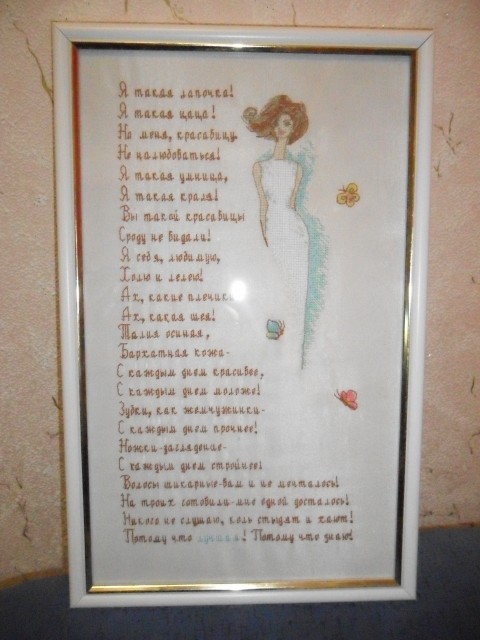 Я такая лапочка!
Я такая цаца!
На меня, красавицу,
Не налюбоваться!
Я такая умница,
Я такая краля!
Вы такой красавицы
Сроду не видали!
Я себя, любимую,
Холю и лелею!
Ах, какие плечики
Ах, какая шея!
Талия осиная,
Бархатная кожа-
С каждым днем красивее,
С каждым днем моложе!
Зубки, как жемчужинки-
С каждым днем прочнее!
Ножки-загляденье-
С каждым днем стройнее!
Волосы шикарные-вам и не мечталось!
На троих готовили-мне одной досталось!
Никого не слушаю, коль стыдят и хают!
Потому что лучшая! Потому что знаю!